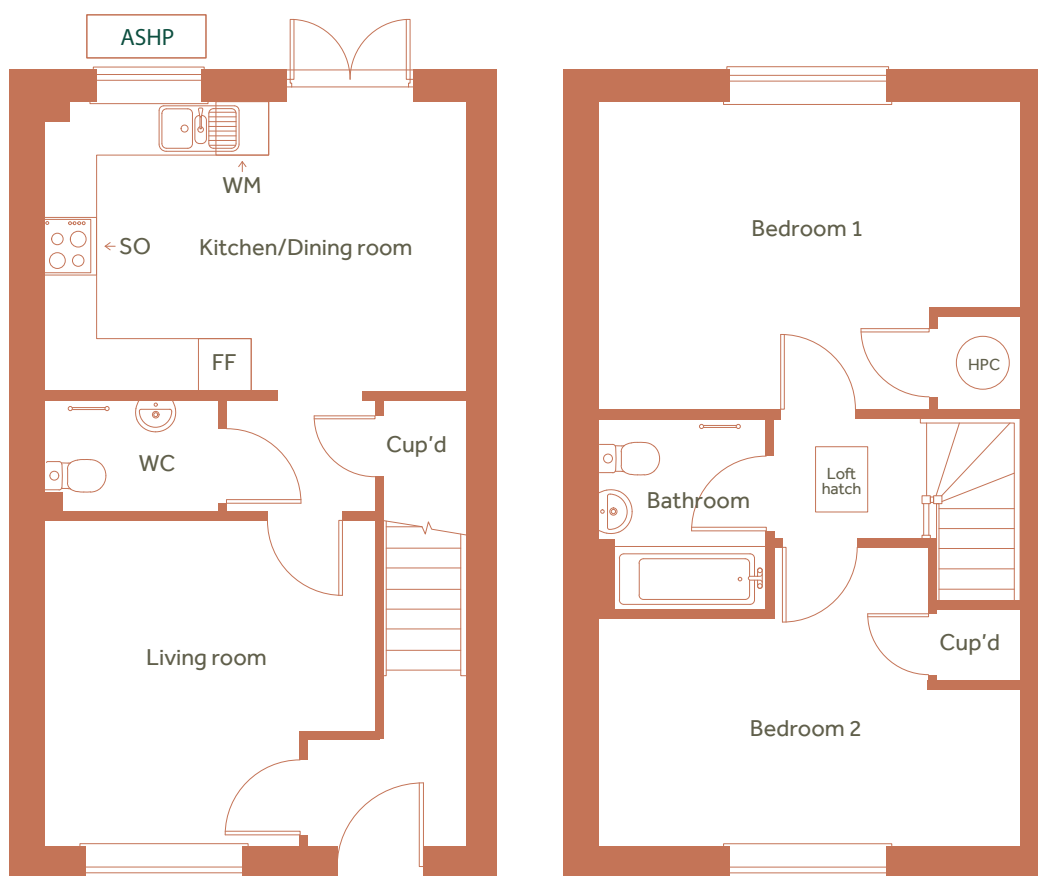 ASHP
WM
SO
Kitchen/Dining room
FF
WC
Cup'd
Living room
Bedroom 1
HPC
Loft
hatch
Bathroom
Cup'd
Bedroom 2